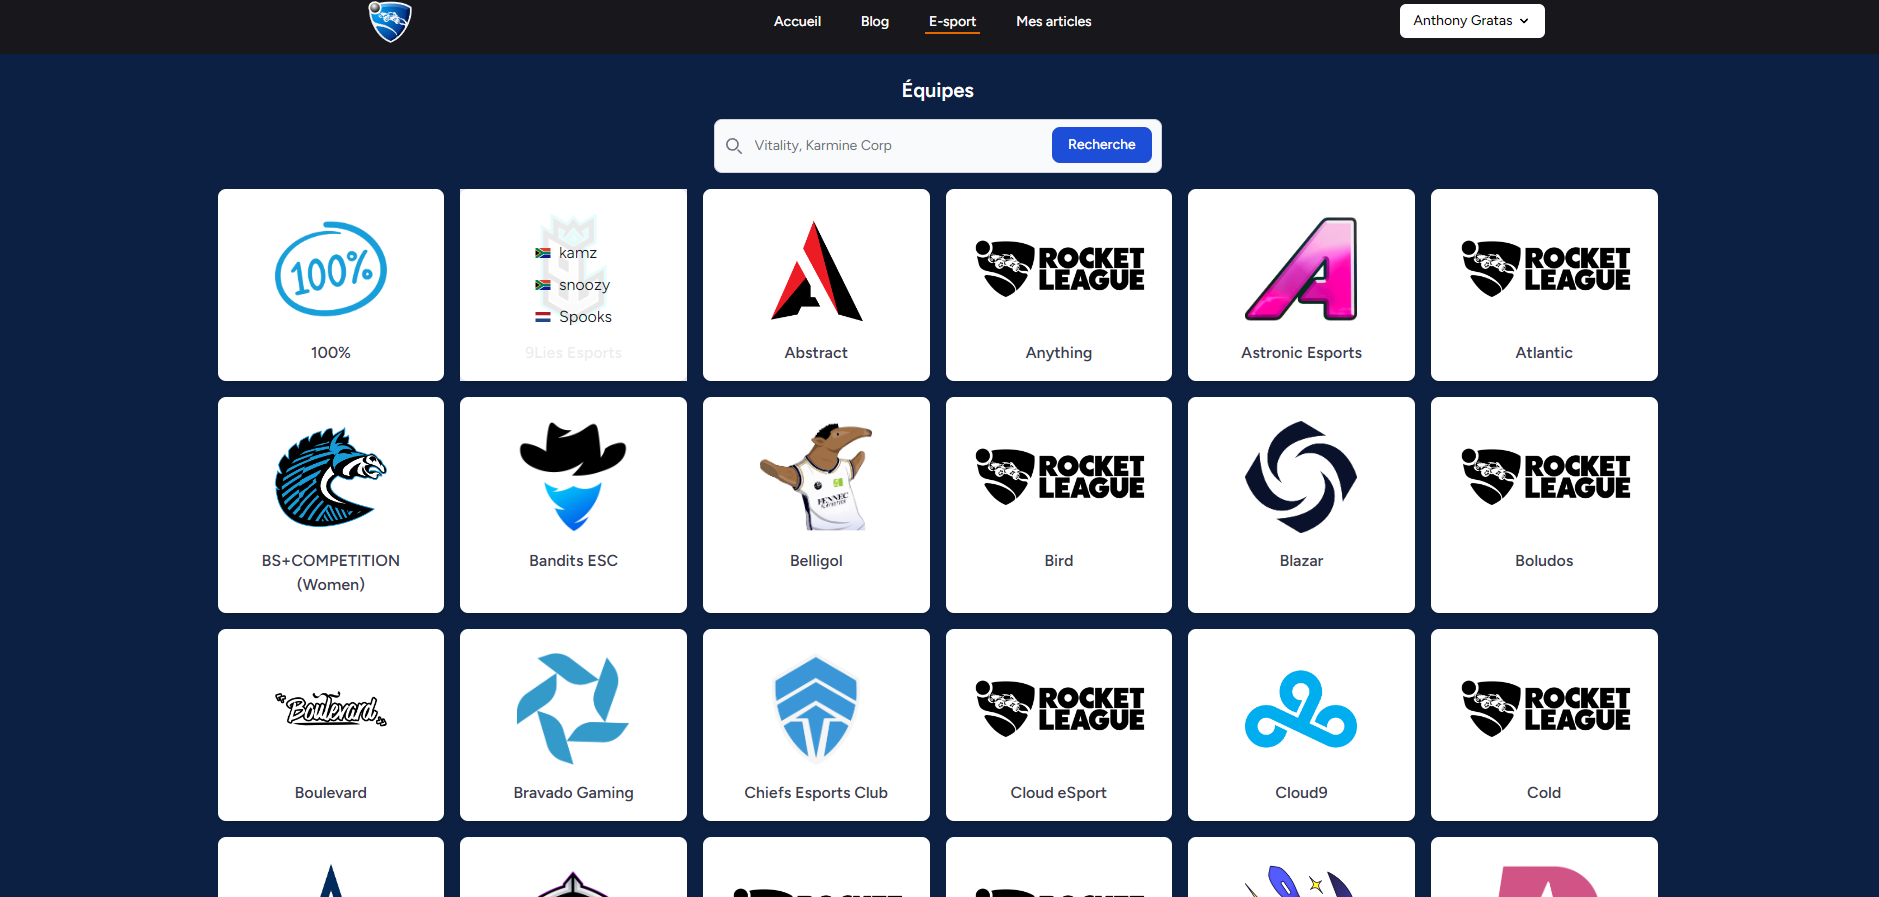 Accueil
Blog
E-sport
Mes articles
Anthony Gratas
Équipes
Vitality, Karmine Corp
Recherche
100%
100%
kamz
snoozy
Spooks
9Lies Esports
Abstract
ROCKET
LEAGUE
Anything
Astronic Esports
ROCKET
LEAGUE
Atlantic
BS+COMPETITION
(Women)
Bandits ESC
Belligol
ROCKET
LEAGUE
Bird
Blazar
ROCKET
LEAGUE
Boludos
Boulevard
Boulevard
Bravado Gaming
Chiefs Esports Club
ROCKET
LEAGUE
Cloud eSport
Cloud9
ROCKET
LEAGUE
Cold